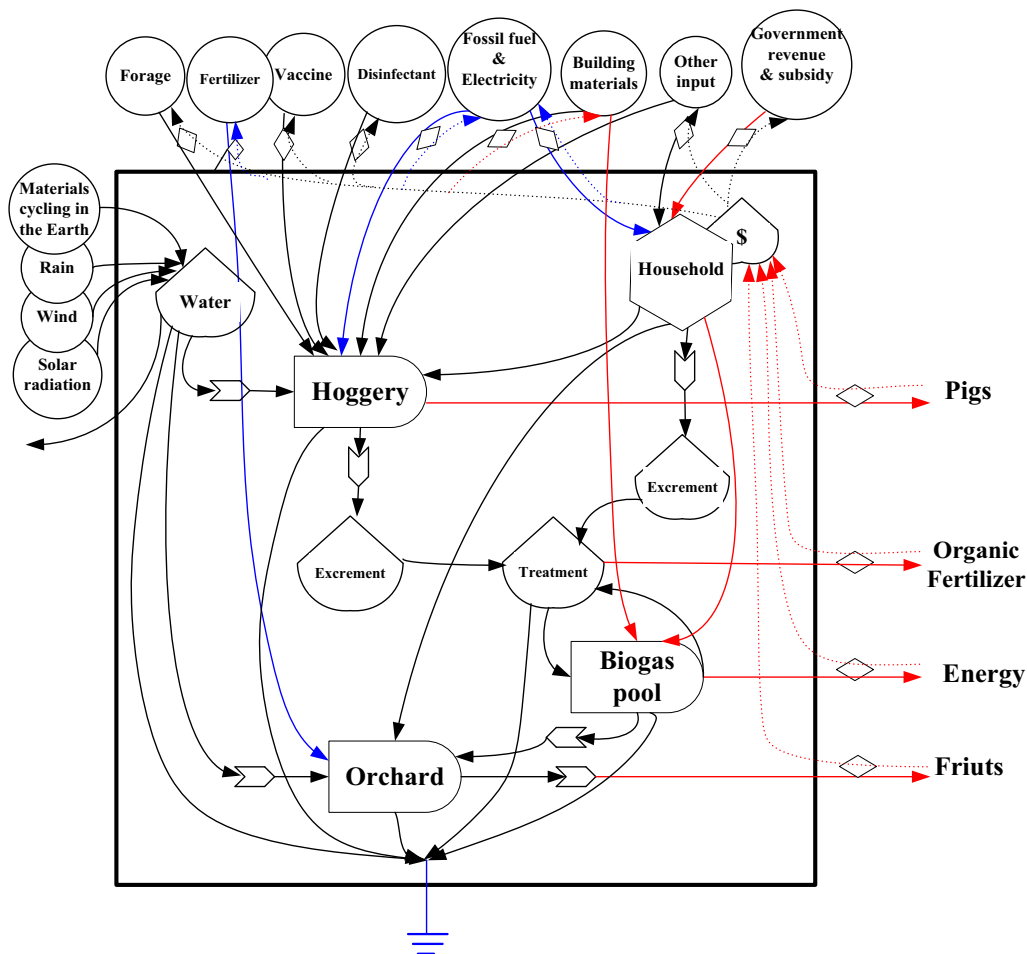 Forage
Fertilizer
Vaccine
Disinfectant
Fossil fuel
&
Electricity
Building
materials
Other
input
Government
revenue
& subsidy
Materials
cycling in
the Earth
Rain
Wind
Solar
radiation
Water
$
Household
Hoggery
Pigs
Excrement
Excrement
Treatment
Organic
Fertilizer
Biogas
pool
Energy
Orchard
Friuts